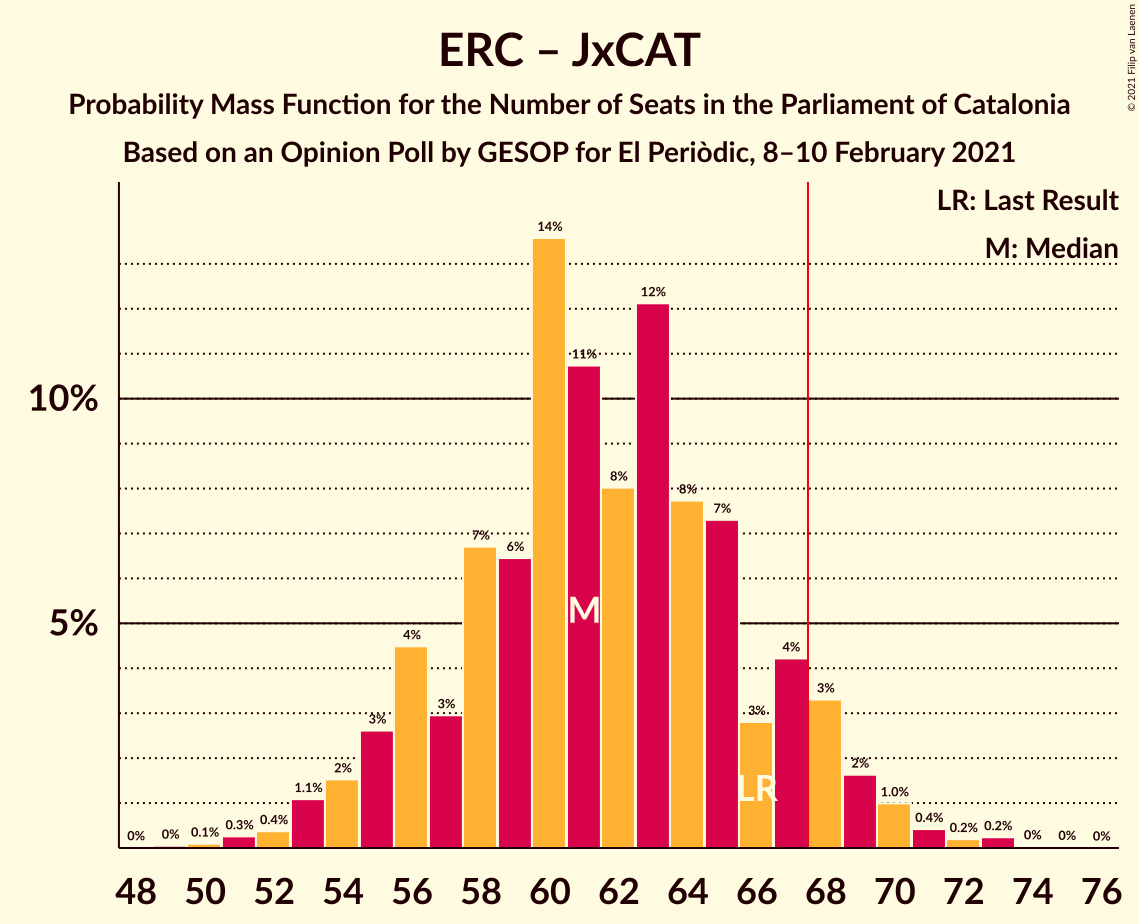 ERC – JxCAT
Probability Mass Function for the Number of Seats in the Parliament of Catalonia
Based on an Opinion Poll by GESOP for El Periòdic, 8–10 February 2021
© 2021 Filip van Laenen
LR: Last Result
M: Median
10%
5%
0% 0% 0.1% 0.3% 0.4% 1.1% 2% 3% 4% 3% 7% 6% 14% 11% 8% 12% 8% 7% 3% 4% 3% 2% 1.0% 0.4% 0.2% 0.2% 0% 0% 0%
M
LR
48 50 52 54 56 58 60 62 64 66 68 70 72 74 76